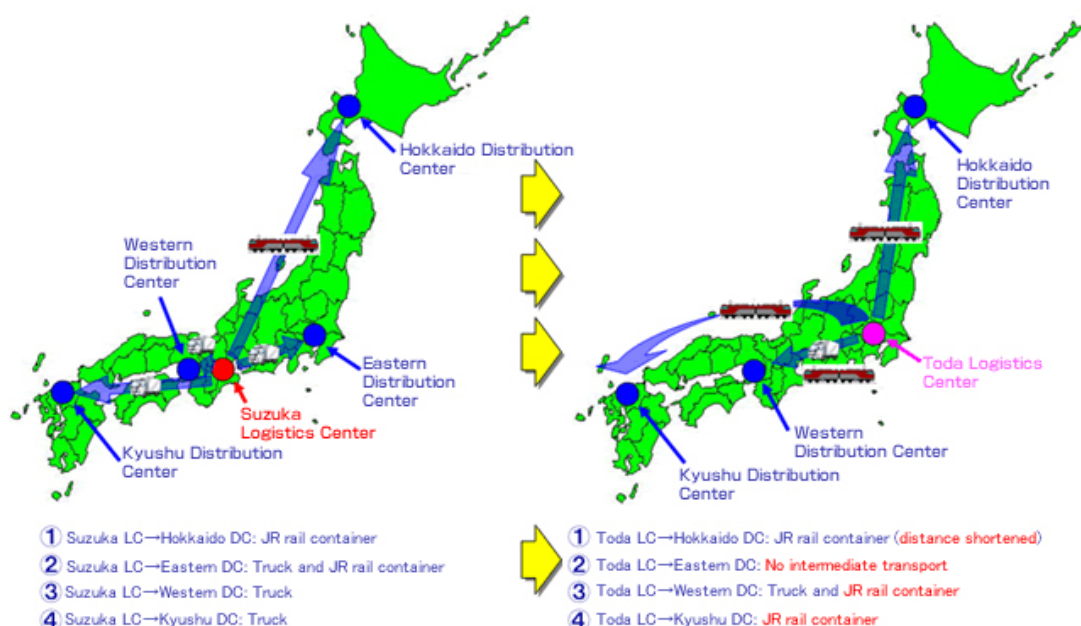 Hokkaido Distribution
Center
Western
Distribution
Center
Eastern
Distribution
Center
Suzuka
Logistics Center
Kyushu Distribution
Center
① Suzuka LC→Hokkaido DC: JR rail container
② Suzuka LC→Eastern DC: Truck and JR rail container
③ Suzuka LC→Western DC: Truck
④ Suzuka LC→Kyushu DC: Truck
Hokkaido
Distribution
Center
Toda Logistics
Center
Western
Distribution Center
Kyushu Distribution
Center
① Toda LC→Hokkaido DC: JR rail container (distance shortened)
② Toda LC→Eastern DC: No intermediate transport
③ Toda LC→Western DC: Truck and JR rail container
④ Toda LC→Kyushu DC: JR rail container